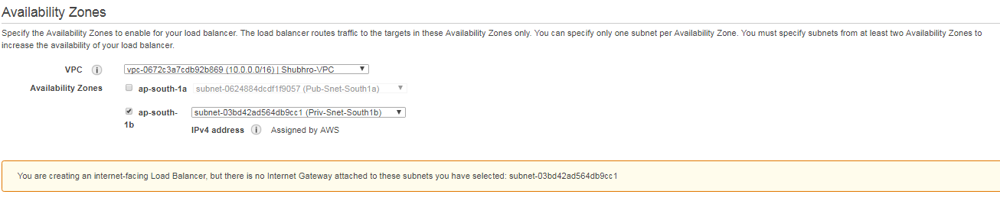 Availability Zones
Specify the Availability Zones to enable for your load balancer. The load balancer routes traffic to the targets in these Availability Zones only. You can specify only one subnet per Availability Zone. You must specify subnets from at least two Availability Zones to
increase the availability of your load balancer.
VPC i vpc-0672c3a7cdb92b869 (10.0.0.0/16) | Shubhro-VPC
Availability Zones ap-south-1a subnet-0624884dcdf1f9057 (Pub-Snet-South1a)
ap-south-
1b
subnet-03bd42ad564db9cc1 (Priv-Snet-South1b)
IPv4 address i Assigned by AWS
You are creating an internet-facing Load Balancer, but there is no Internet Gateway attached to these subnets you have selected: subnet-03bd42ad564db9cc1